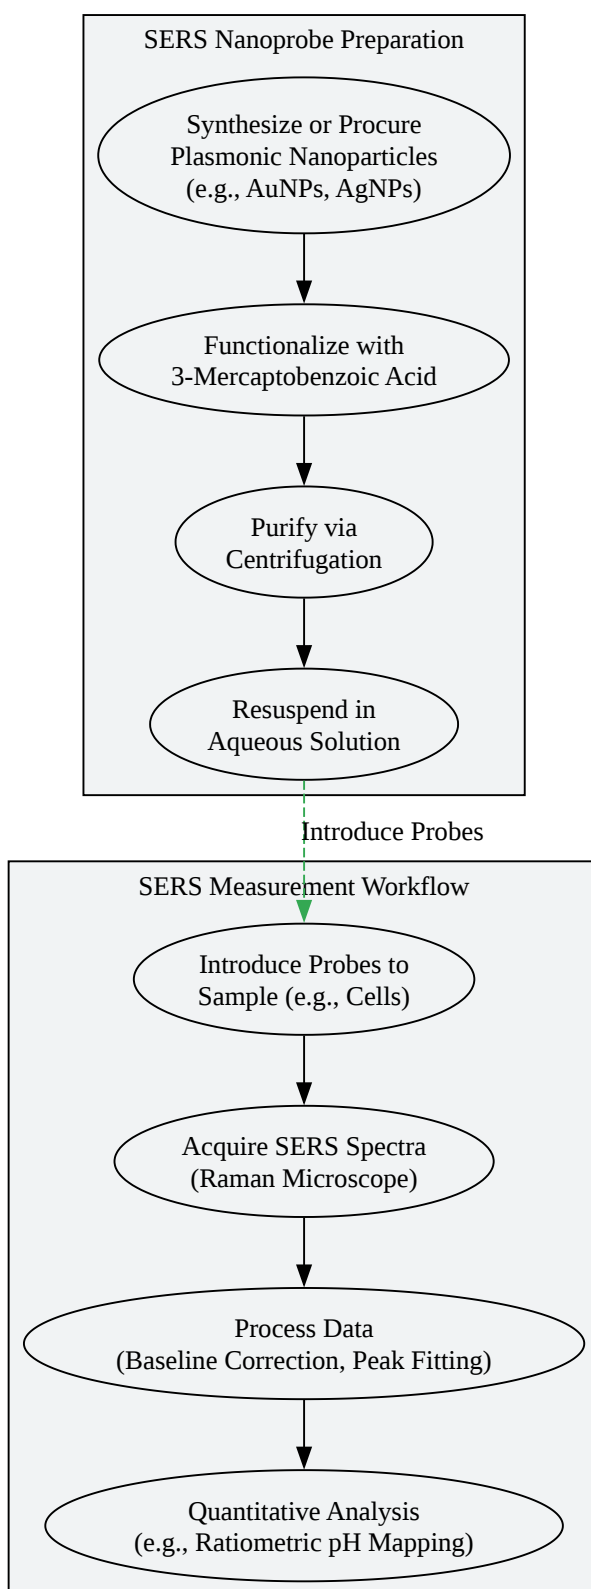 SERS Nanoprobe Preparation
Synthesize or Procure
Plasmonic Nanoparticles
(e.g., AuNPs, AgNPs)
Functionalize with
3-Mercaptobenzoic Acid
Purify via
Centrifugation
Resuspend in
Aqueous Solution
Introduce Probes
SERS Measurement Workflow
Introduce Probes to
Sample (e.g., Cells)
Acquire SERS Spectra
(Raman Microscope)
Process Data
(Baseline Correction, Peak Fitting)
Quantitative Analysis
(e.g., Ratiometric pH Mapping)